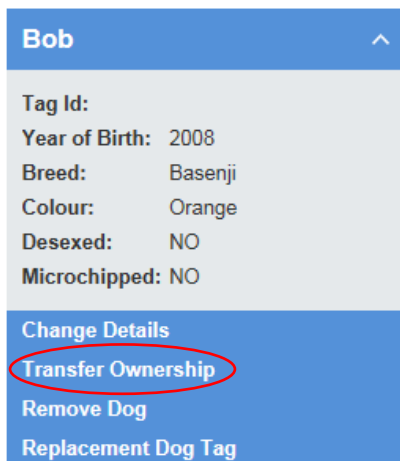 Bob
Tag Id:
Year of Birth: 2008
Breed: Basenji
Colour: Orange
Desexed: NO
Microchipped: NO
Change Details
Transfer Ownership
Remove Dog
Replacement Dog Tag